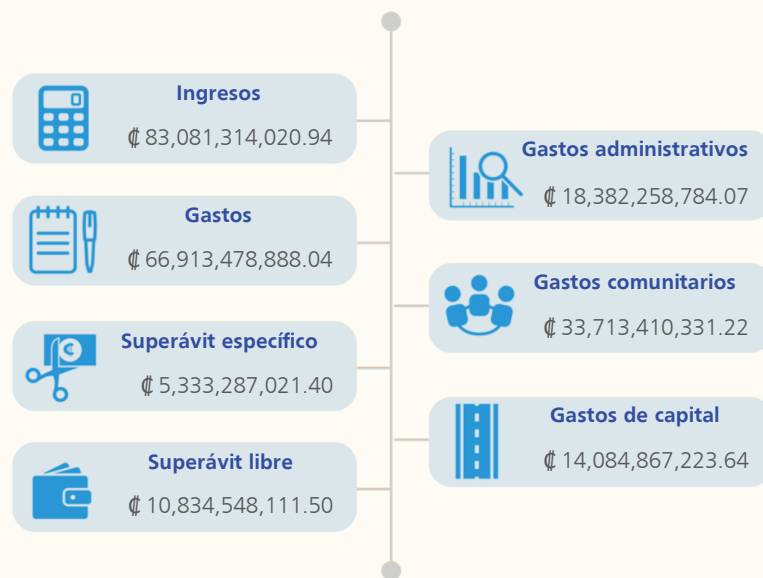 Ingresos
₡ 83,081,314,020.94
Gastos
₡ 66,913,478,888.04
Superávit específico
₡ 5,333,287,021.40
Superávit libre
₡ 10,834,548,111.50
Gastos administrativos
₡ 18,382,258,784.07
Gastos comunitarios
₡ 33,713,410,331.22
Gastos de capital
₡ 14,084,867,223.64